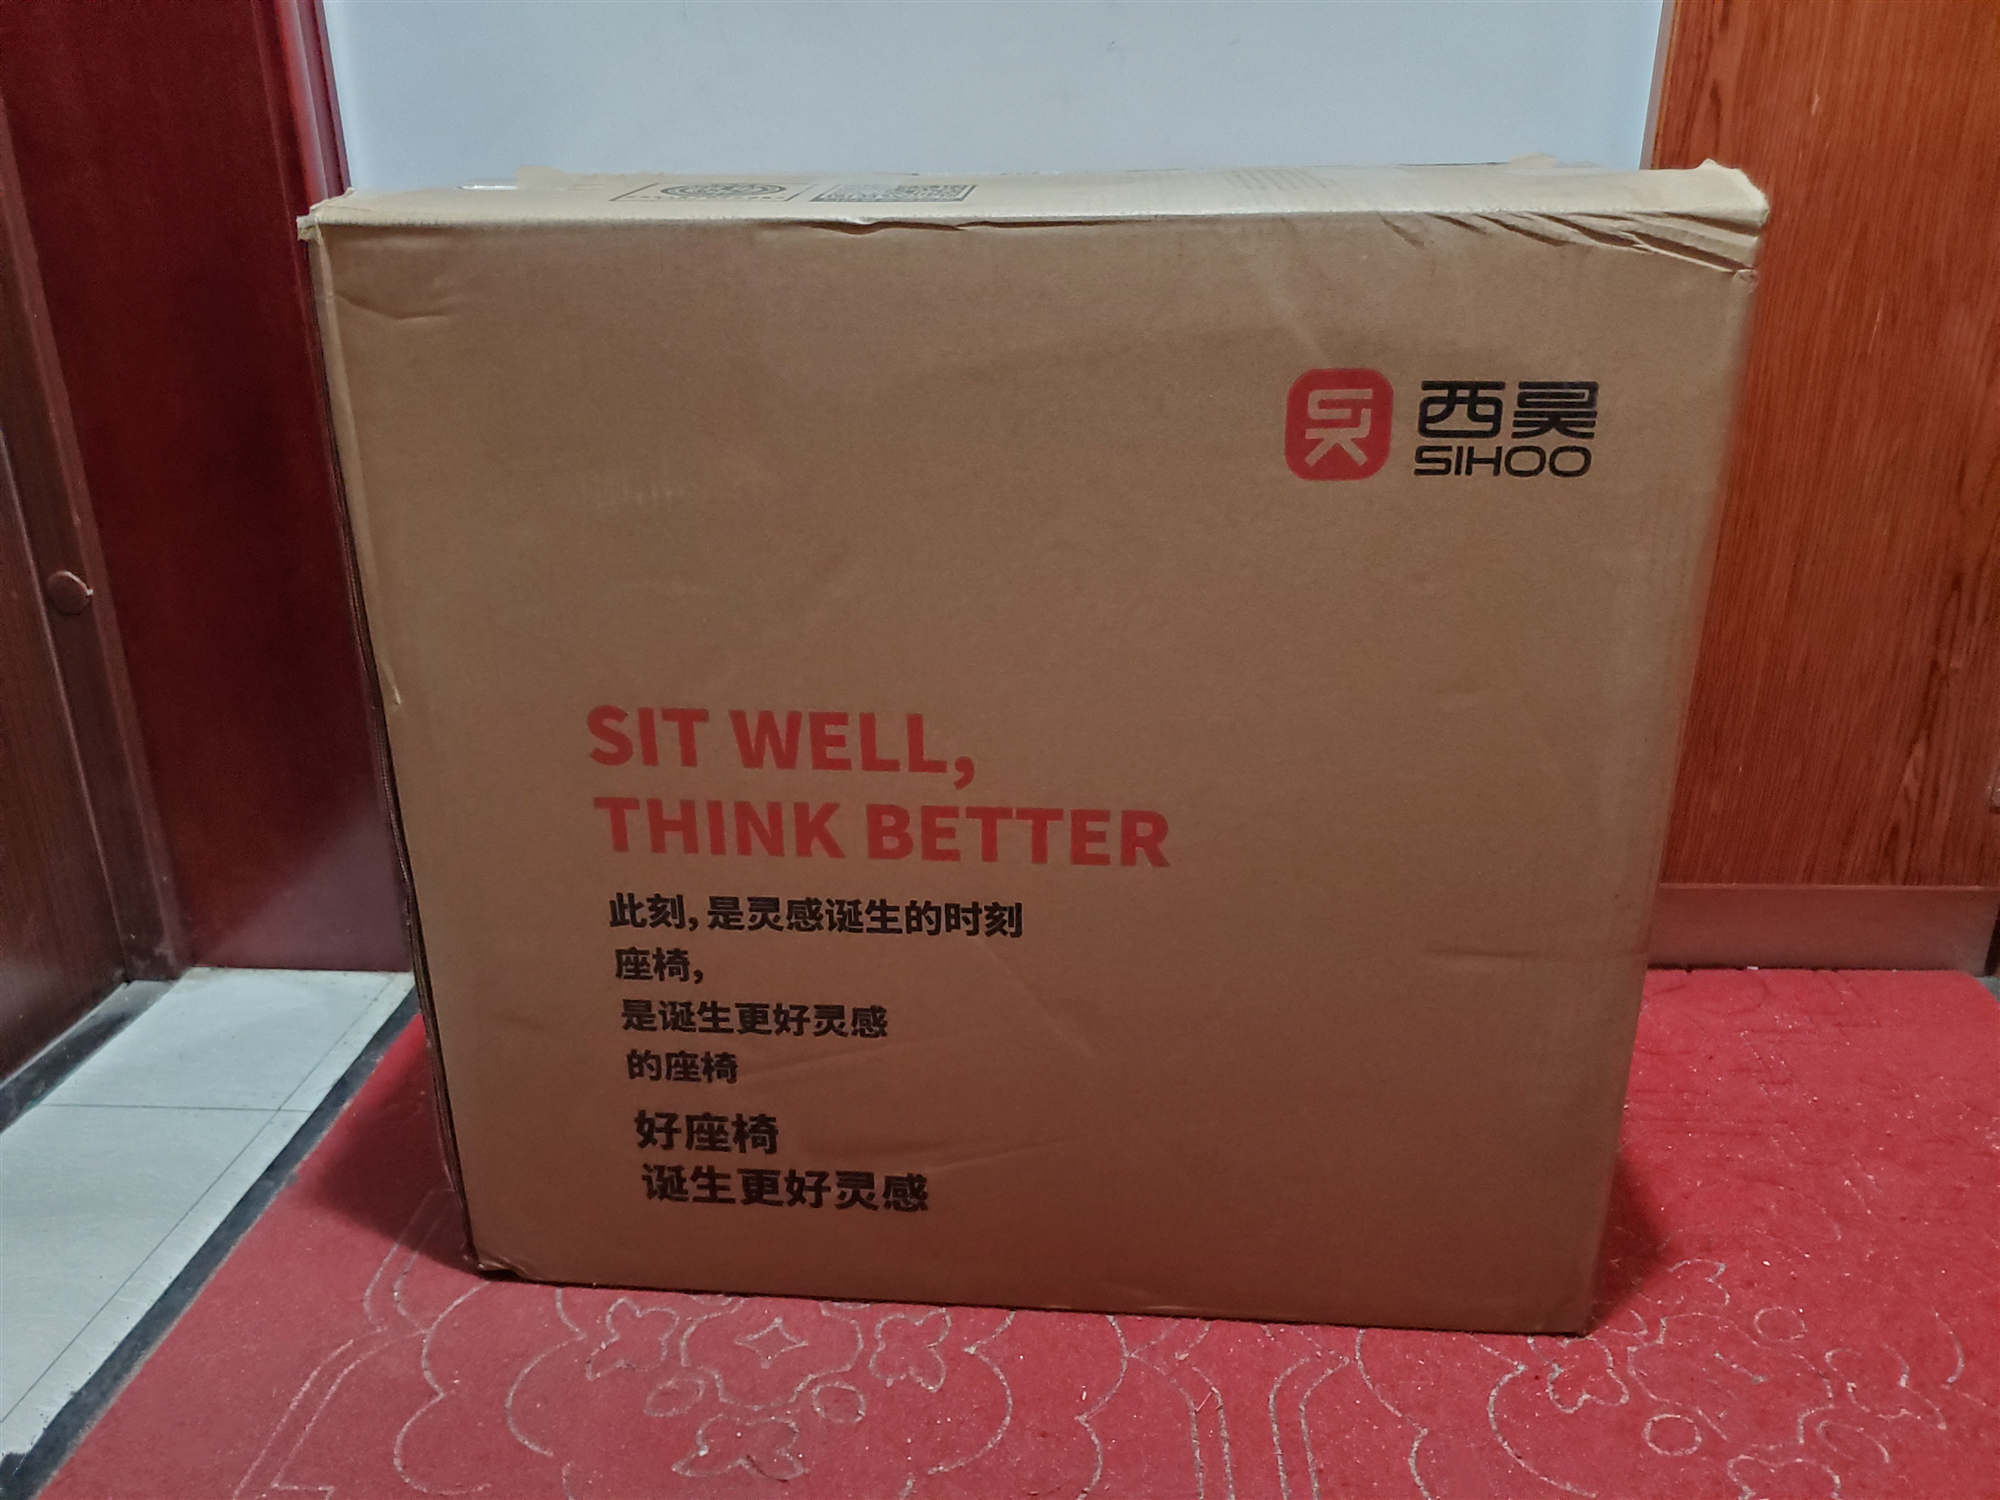 西昊
SIHOO
SIT WELL,
THINK BETTER
此刻，是灵感诞生的时刻
座椅，
是诞生更好灵感
的座椅
好座椅
诞生更好灵感